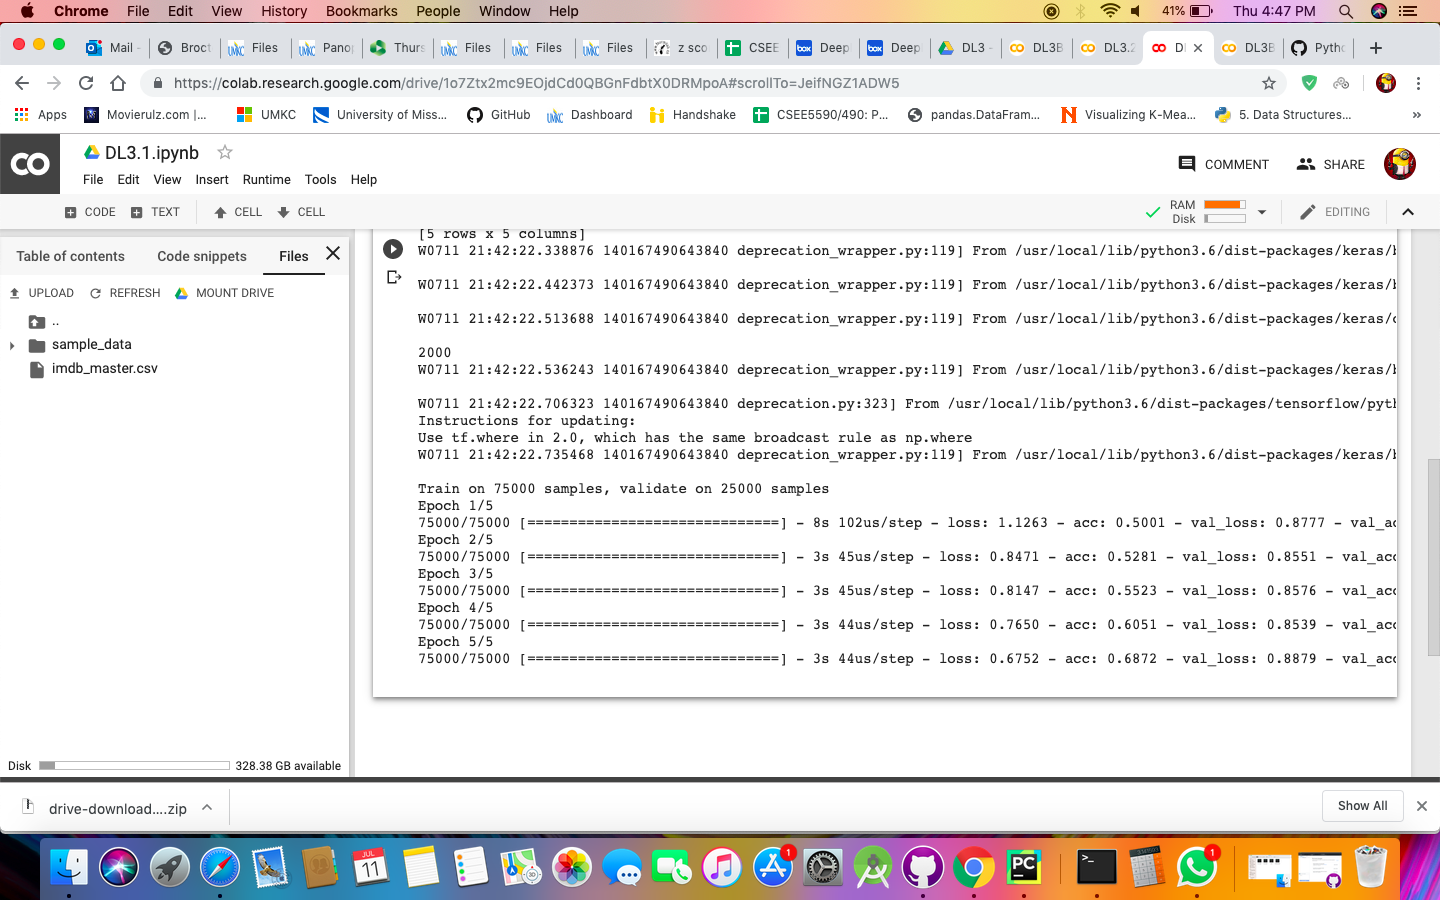 Chrome File Edit View History Bookmarks People Window Help 41% Thu 4:47 PM
Mail - Broct Files Pano Thurs Files Files Files z sco CSEE Deep Deep DL3 - DL3B DL3.2 DL DL3B Pytho
https://colab.research.google.com/drive/1o7Ztx2mc9EOjdCd0QBGnFdbtX0DRMpoA#scrollTo=JeifNGZ1ADW5
Apps Movierulz.com |... UMKC University of Miss... GitHub Dashboard Handshake CSEE5590/490: P... pandas.DataFram... Visualizing K-Mea... 5. Data Structures... »
CO DL3.1.ipynb
COMMENT SHARE
File Edit View Insert Runtime Tools Help
CODE TEXT CELL CELL
RAM
Disk
EDITING
Table of contents Code snippets Files
UPLOAD REFRESH MOUNT DRIVE
..
sample_data
imdb_master.csv
Disk 328.38 GB available
[5 rows x 5 columns]
W0711 21:42:22.338876 140167490643840 deprecation_wrapper.py:119] From /usr/local/lib/python3.6/dist-packages/keras/b
W0711 21:42:22.442373 140167490643840 deprecation_wrapper.py:119] From /usr/local/lib/python3.6/dist-packages/keras/b
W0711 21:42:22.513688 140167490643840 deprecation_wrapper.py:119] From /usr/local/lib/python3.6/dist-packages/keras/o
2000
W0711 21:42:22.536243 140167490643840 deprecation_wrapper.py:119] From /usr/local/lib/python3.6/dist-packages/keras/b
W0711 21:42:22.706323 140167490643840 deprecation.py:323] From /usr/local/lib/python3.6/dist-packages/tensorflow/pyth
Instructions for updating:
Use tf.where in 2.0, which has the same broadcast rule as np.where
W0711 21:42:22.735468 140167490643840 deprecation_wrapper.py:119] From /usr/local/lib/python3.6/dist-packages/keras/b
Train on 75000 samples, validate on 25000 samples
Epoch 1/5
75000/75000 [==============================] - 8s 102us/step - loss: 1.1263 - acc: 0.5001 - val_loss: 0.8777 - val_ac
Epoch 2/5
75000/75000 [==============================] - 3s 45us/step - loss: 0.8471 - acc: 0.5281 - val_loss: 0.8551 - val_acc
Epoch 3/5
75000/75000 [==============================] - 3s 45us/step - loss: 0.8147 - acc: 0.5523 - val_loss: 0.8576 - val_acc
Epoch 4/5
75000/75000 [==============================] - 3s 44us/step - loss: 0.7650 - acc: 0.6051 - val_loss: 0.8539 - val_acc
Epoch 5/5
75000/75000 [==============================] - 3s 44us/step - loss: 0.6752 - acc: 0.6872 - val_loss: 0.8879 - val_acc
drive-download....zip
Show All
JUL
11
1
PC
>_
1